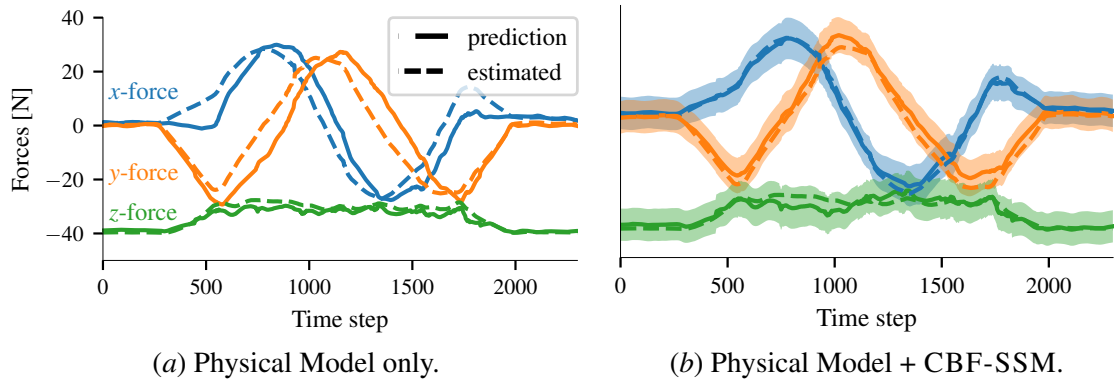 40
20
0
−20
−40
Forces [N]
x-force
y-force
z-force
prediction
estimated
0 500 1000 1500 2000
Time step
(a) Physical Model only.
0 500 1000 1500 2000
Time step
(b) Physical Model + CBF-SSM.